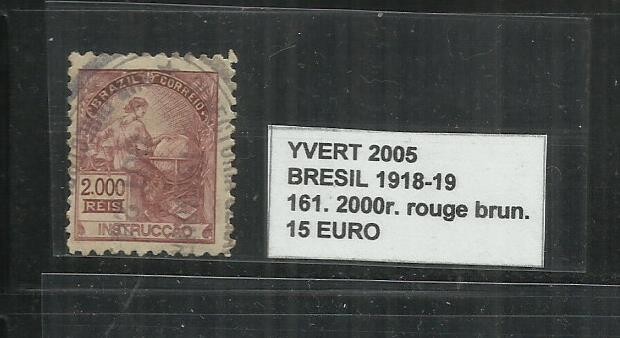 BRAZIL CORREIO
2.000
REIS
INSTRUCÇÃO
YVERT 2005
BRESIL 1918-19
161. 2000r. rouge brun.
15 EURO